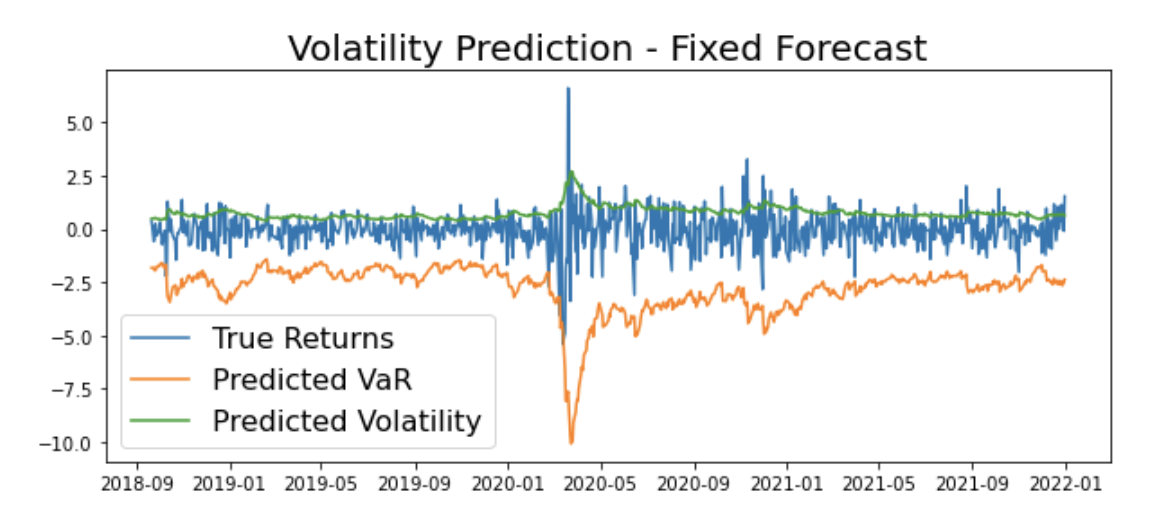 Volatility Prediction - Fixed Forecast
5.0
2.5
0.0
−2.5
−5.0
−7.5
−10.0
True Returns
Predicted VaR
Predicted Volatility
2018-09 2019-01 2019-05 2019-09 2020-01 2020-05 2020-09 2021-01 2021-05 2021-09 2022-01